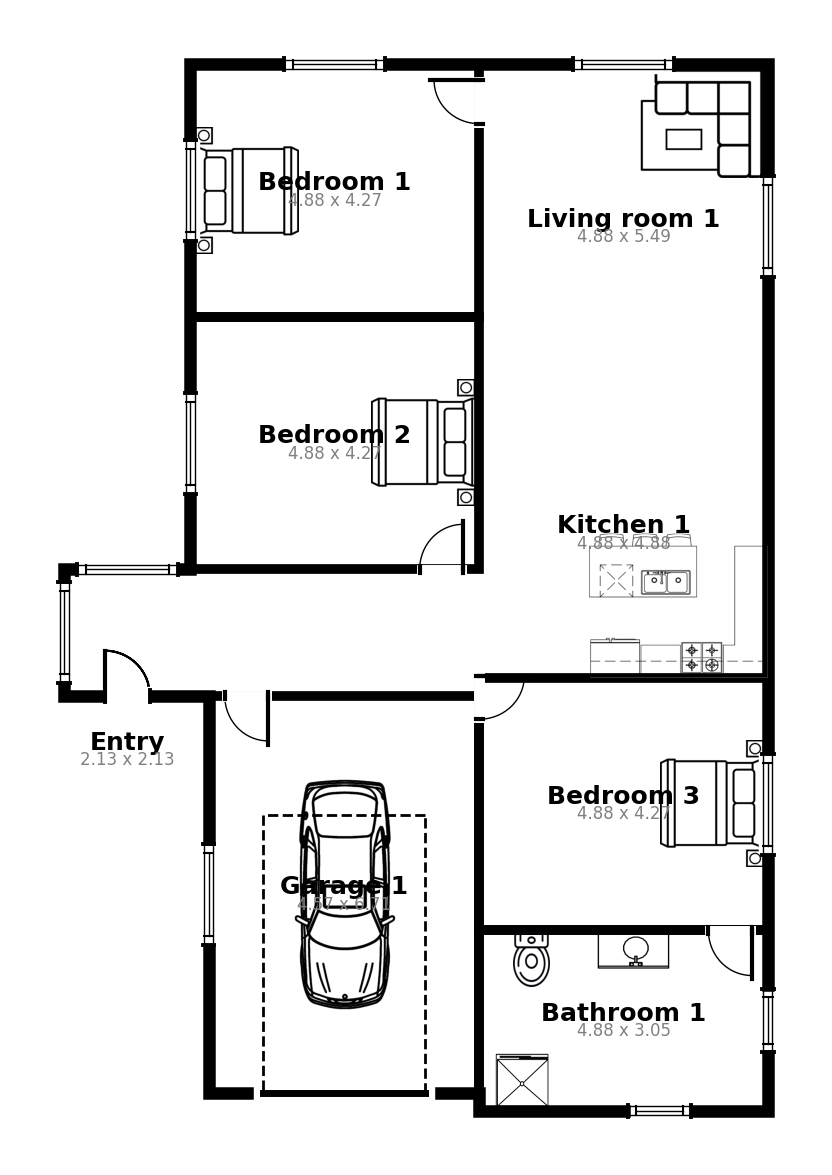 Bedroom 1
4.88 x 4.27
Living room 1
4.88 x 5.49
Bedroom 2
4.88 x 4.27
Kitchen 1
4.88 x 4.88
Entry
2.13 x 2.13
Bedroom 3
4.88 x 4.27
Garage 1
4.57 x 6.71
Bathroom 1
4.88 x 3.05